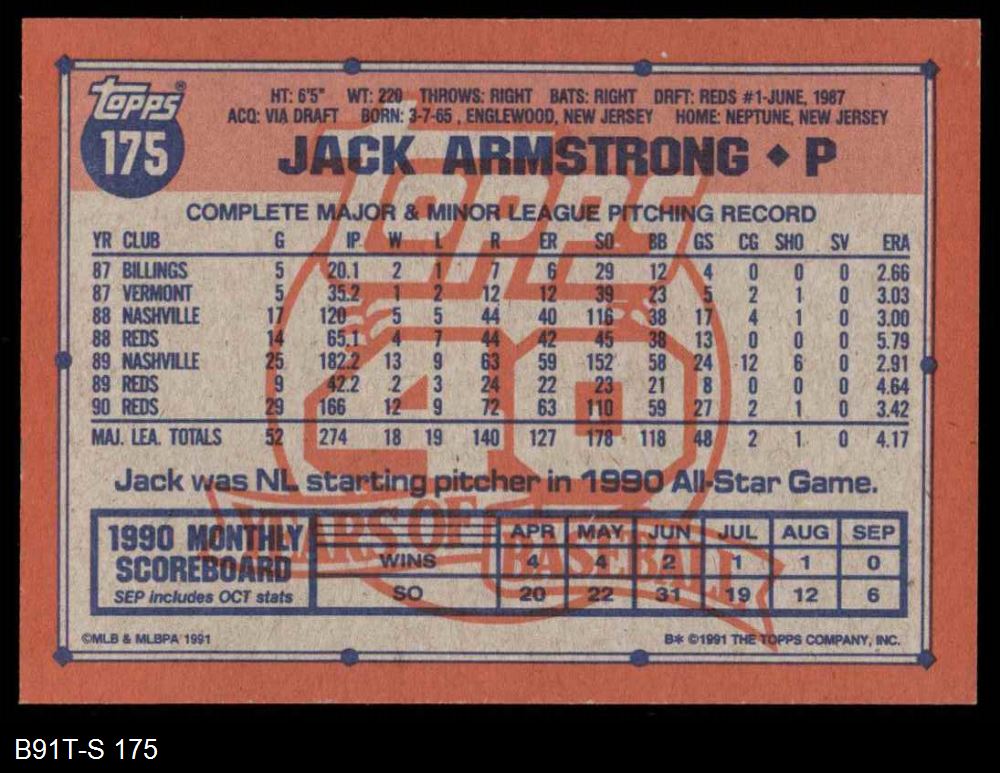 Topps®
175
HT: 6'5" WT: 220 THROWS: RIGHT BATS: RIGHT DRFT: REDS #1-JUNE, 1987
ACQ: VIA DRAFT BORN: 3-7-65, ENGLEWOOD, NEW JERSEY HOME: NEPTUNE, NEW JERSEY
JACK ARMSTRONG ◆ P
COMPLETE MAJOR & MINOR LEAGUE PITCHING RECORD
YR CLUB G IP W L R ER SO BB GS CG SHO SV ERA
87 BILLINGS 5 20.1 2 1 7 6 29 12 4 0 0 0 2.66
87 VERMONT 5 35.2 1 2 12 12 39 23 5 2 1 0 3.03
88 NASHVILLE 17 120 5 5 44 40 116 38 17 4 1 0 3.00
88 REDS 14 65.1 4 7 44 42 45 38 13 0 0 0 5.79
89 NASHVILLE 25 182.2 13 9 63 59 152 58 24 12 6 0 2.91
89 REDS 9 42.2 2 3 24 22 23 21 8 0 0 0 4.64
90 REDS 29 166 12 9 72 63 110 59 27 2 1 0 3.42
MAJ. LEA. TOTALS 52 274 18 19 140 127 178 118 48 2 1 0 4.17
Topps
40
YEARS OF BASEBALL
Jack was NL starting pitcher in 1990 All-Star Game.
1990 MONTHLY SCOREBOARD
SEP includes OCT stats
APR MAY JUN JUL AUG SEP
WINS 4 4 2 1 1 0
SO 20 22 31 19 12 6
©MLB & MLBPA 1991 B* ©1991 THE TOPPS COMPANY, INC.
B91T-S 175